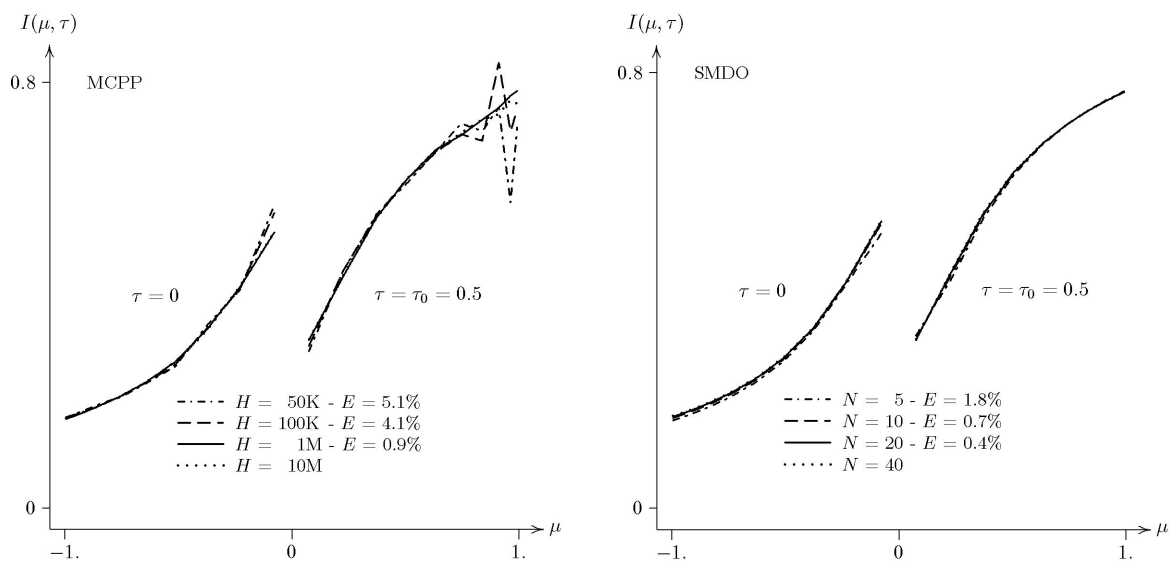 I(μ, τ)
0.8
MCPP
τ = 0
τ = τ₀ = 0.5
H = 50K - E = 5.1%
H = 100K - E = 4.1%
H = 1M - E = 0.9%
H = 10M
0
μ
−1.
0
1.
I(μ, τ)
0.8
SMDO
τ = 0
τ = τ₀ = 0.5
N = 5 - E = 1.8%
N = 10 - E = 0.7%
N = 20 - E = 0.4%
N = 40
0
μ
−1.
0
1.